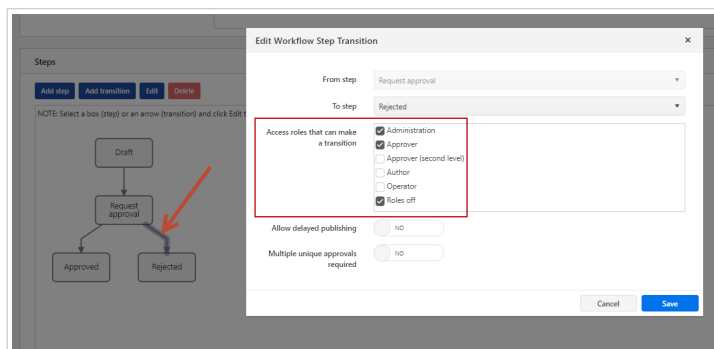 Steps
Add step Add transition Edit Delete
NOTE: Select a box (step) or an arrow (transition) and click Edit t
Draft
Request
approval
Approved
Rejected
Edit Workflow Step Transition
×
From step
Request approval
To step
Rejected
Access roles that can make
a transition
Administration
Approver
Approver (second level)
Author
Operator
Roles off
Allow delayed publishing
NO
Multiple unique approvals
required
NO
Cancel Save